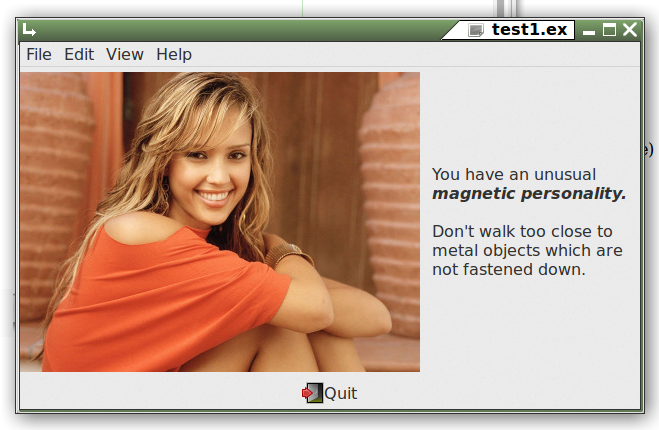 test1.ex
File Edit View Help
e)
You have an unusual
magnetic personality.
Don't walk too close to
metal objects which are
not fastened down.
Quit